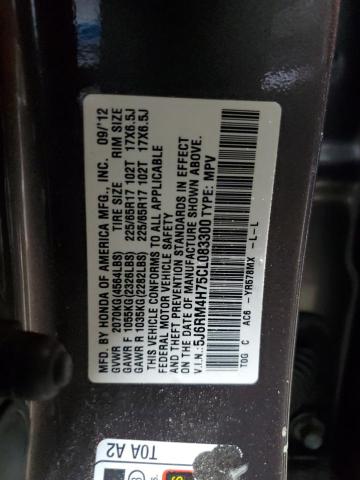 MFD. BY HONDA OF AMERICA MFG., INC. 09/'12
GVWR 2070KG(4564LBS) TIRE SIZE RIM SIZE
GAWR F 1055KG(2326LBS) 225/65R17 102T 17X6.5J
GAWR R 1035KG(2282LBS) 225/65R17 102T 17X6.5J
THIS VEHICLE CONFORMS TO ALL APPLICABLE
FEDERAL MOTOR VEHICLE SAFETY
AND THEFT PREVENTION STANDARDS IN EFFECT
ON THE DATE OF MANUFACTURE SHOWN ABOVE.
V.I.N: 5J6RM4H75CL083300 TYPE: MPV
TOG C AC6 - YR678MX - L - L
T0A A2